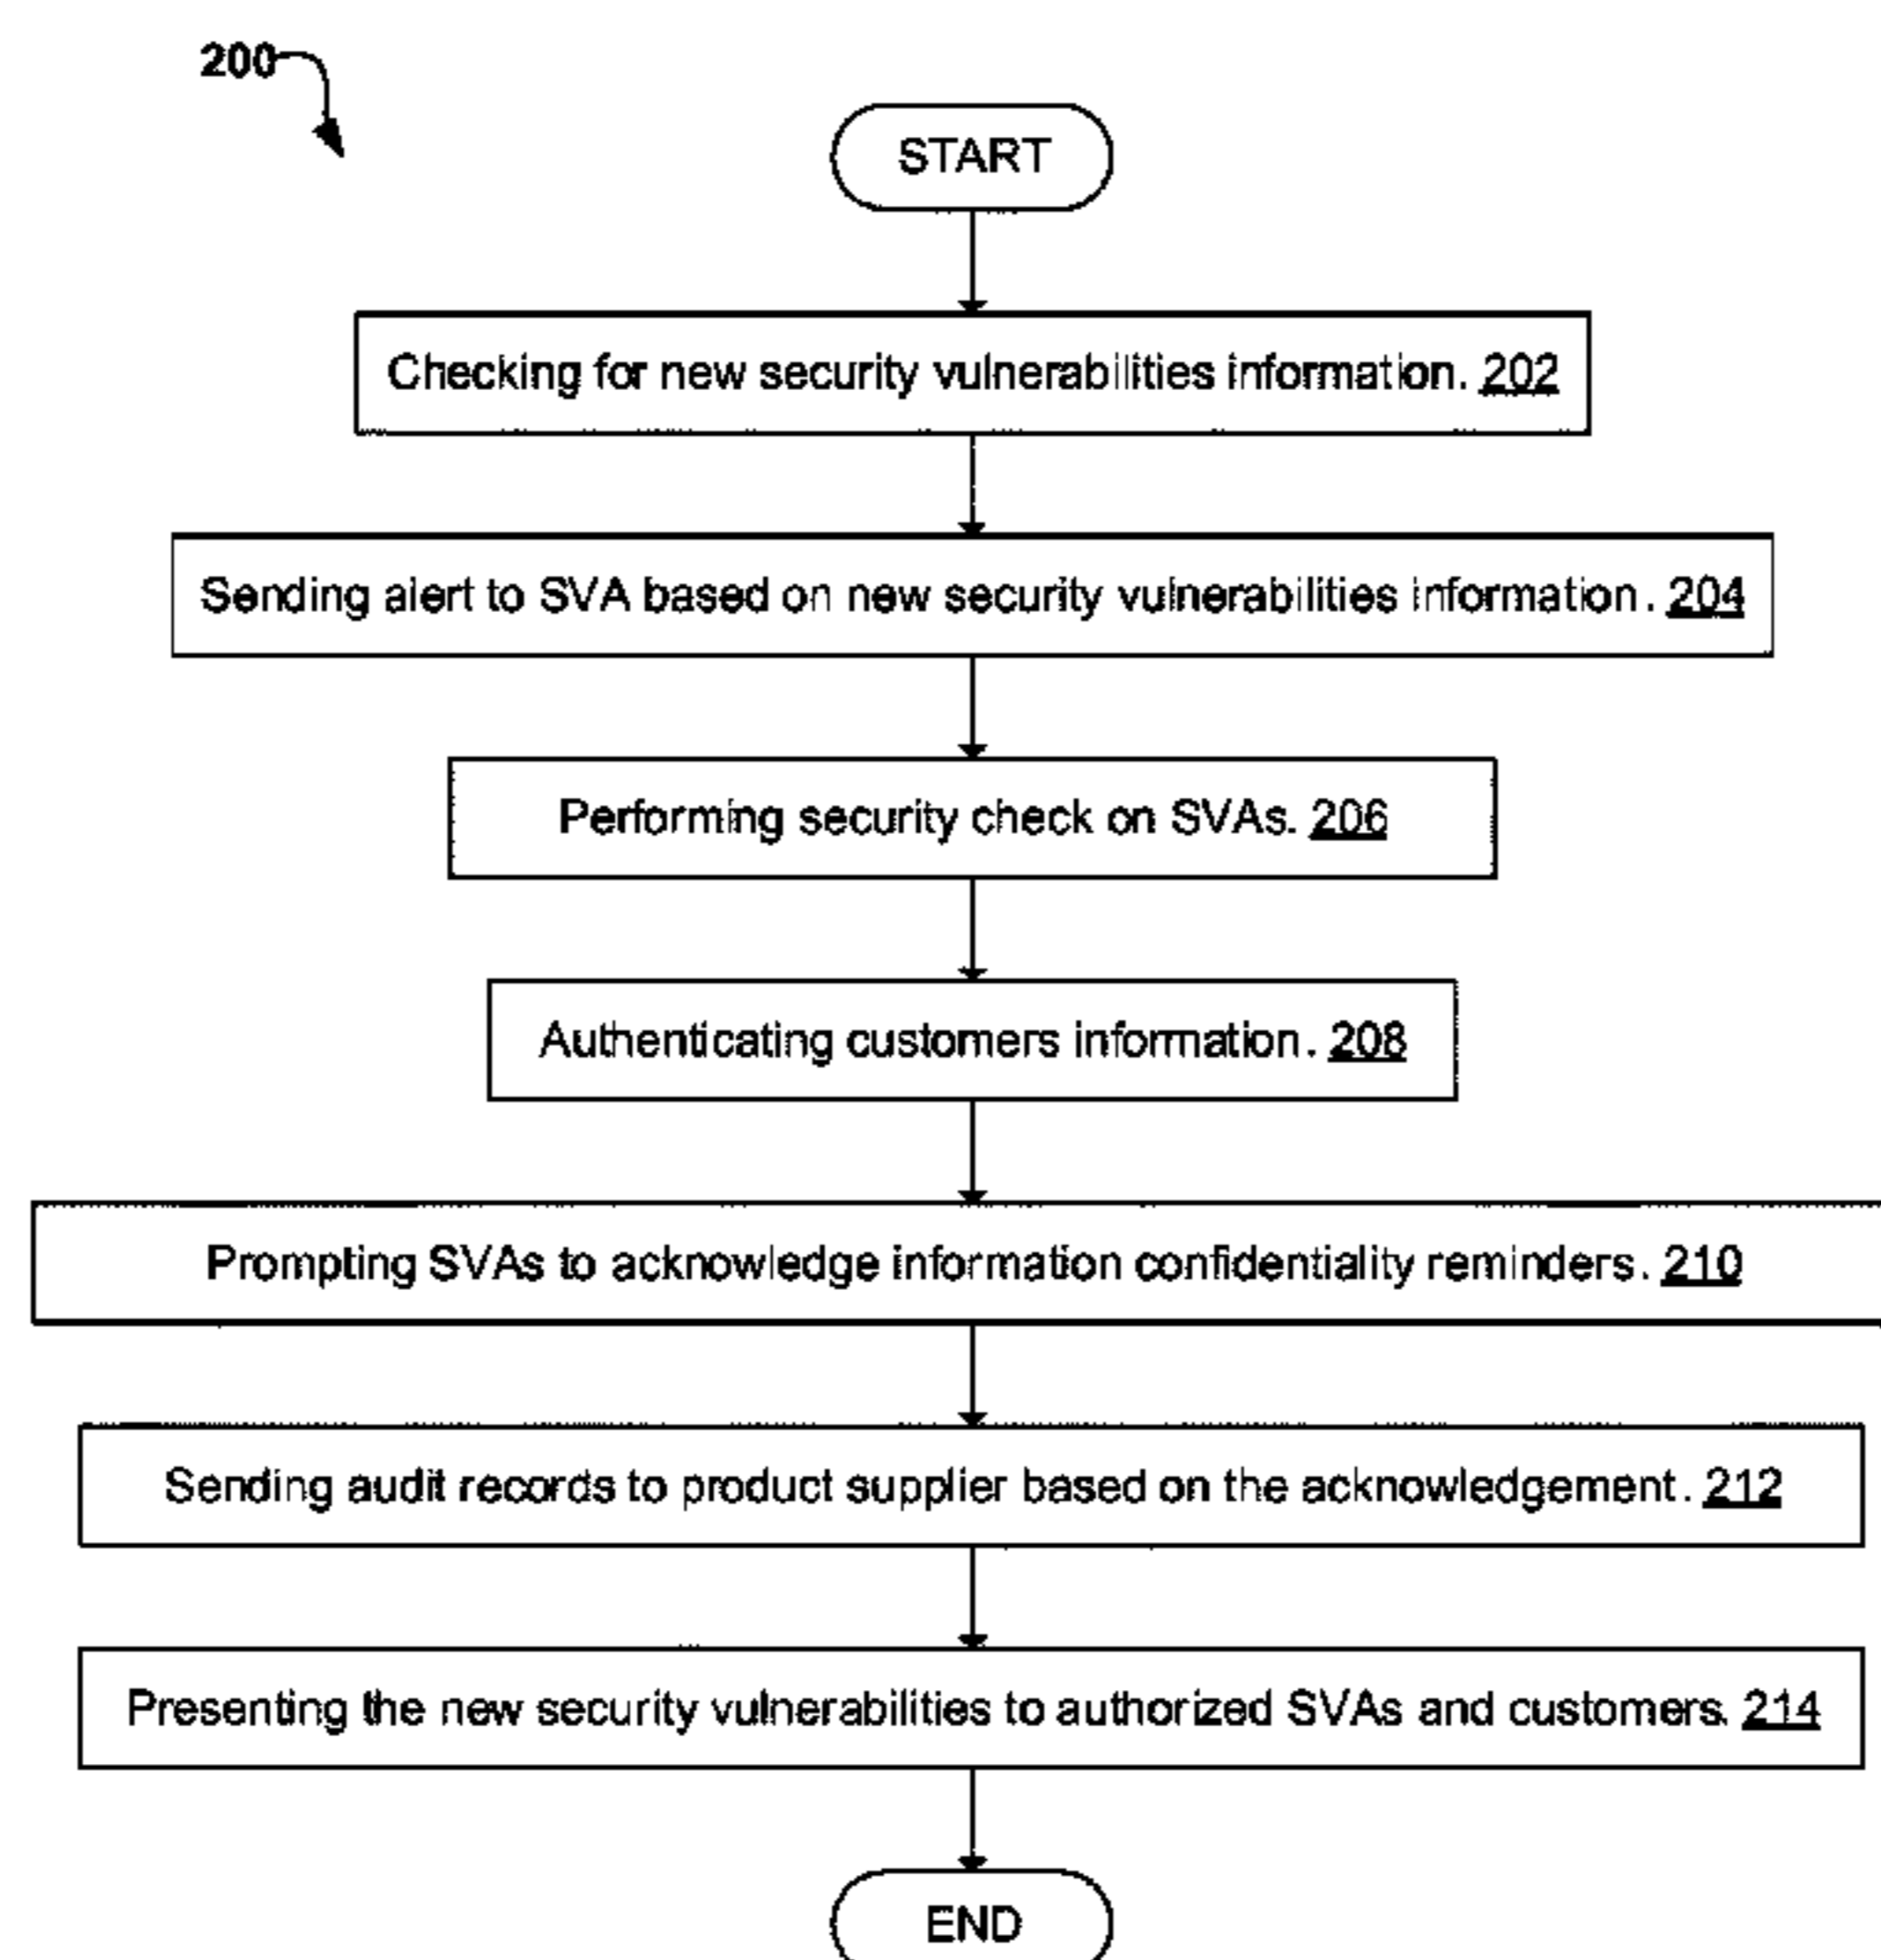 200
START
Checking for new security vulnerabilities information. 202
Sending alert to SVA based on new security vulnerabilities information. 204
Performing security check on SVAs. 206
Authenticating customers information. 208
Prompting SVAs to acknowledge information confidentiality reminders. 210
Sending audit records to product supplier based on the acknowledgement. 212
Presenting the new security vulnerabilities to authorized SVAs and customers. 214
END